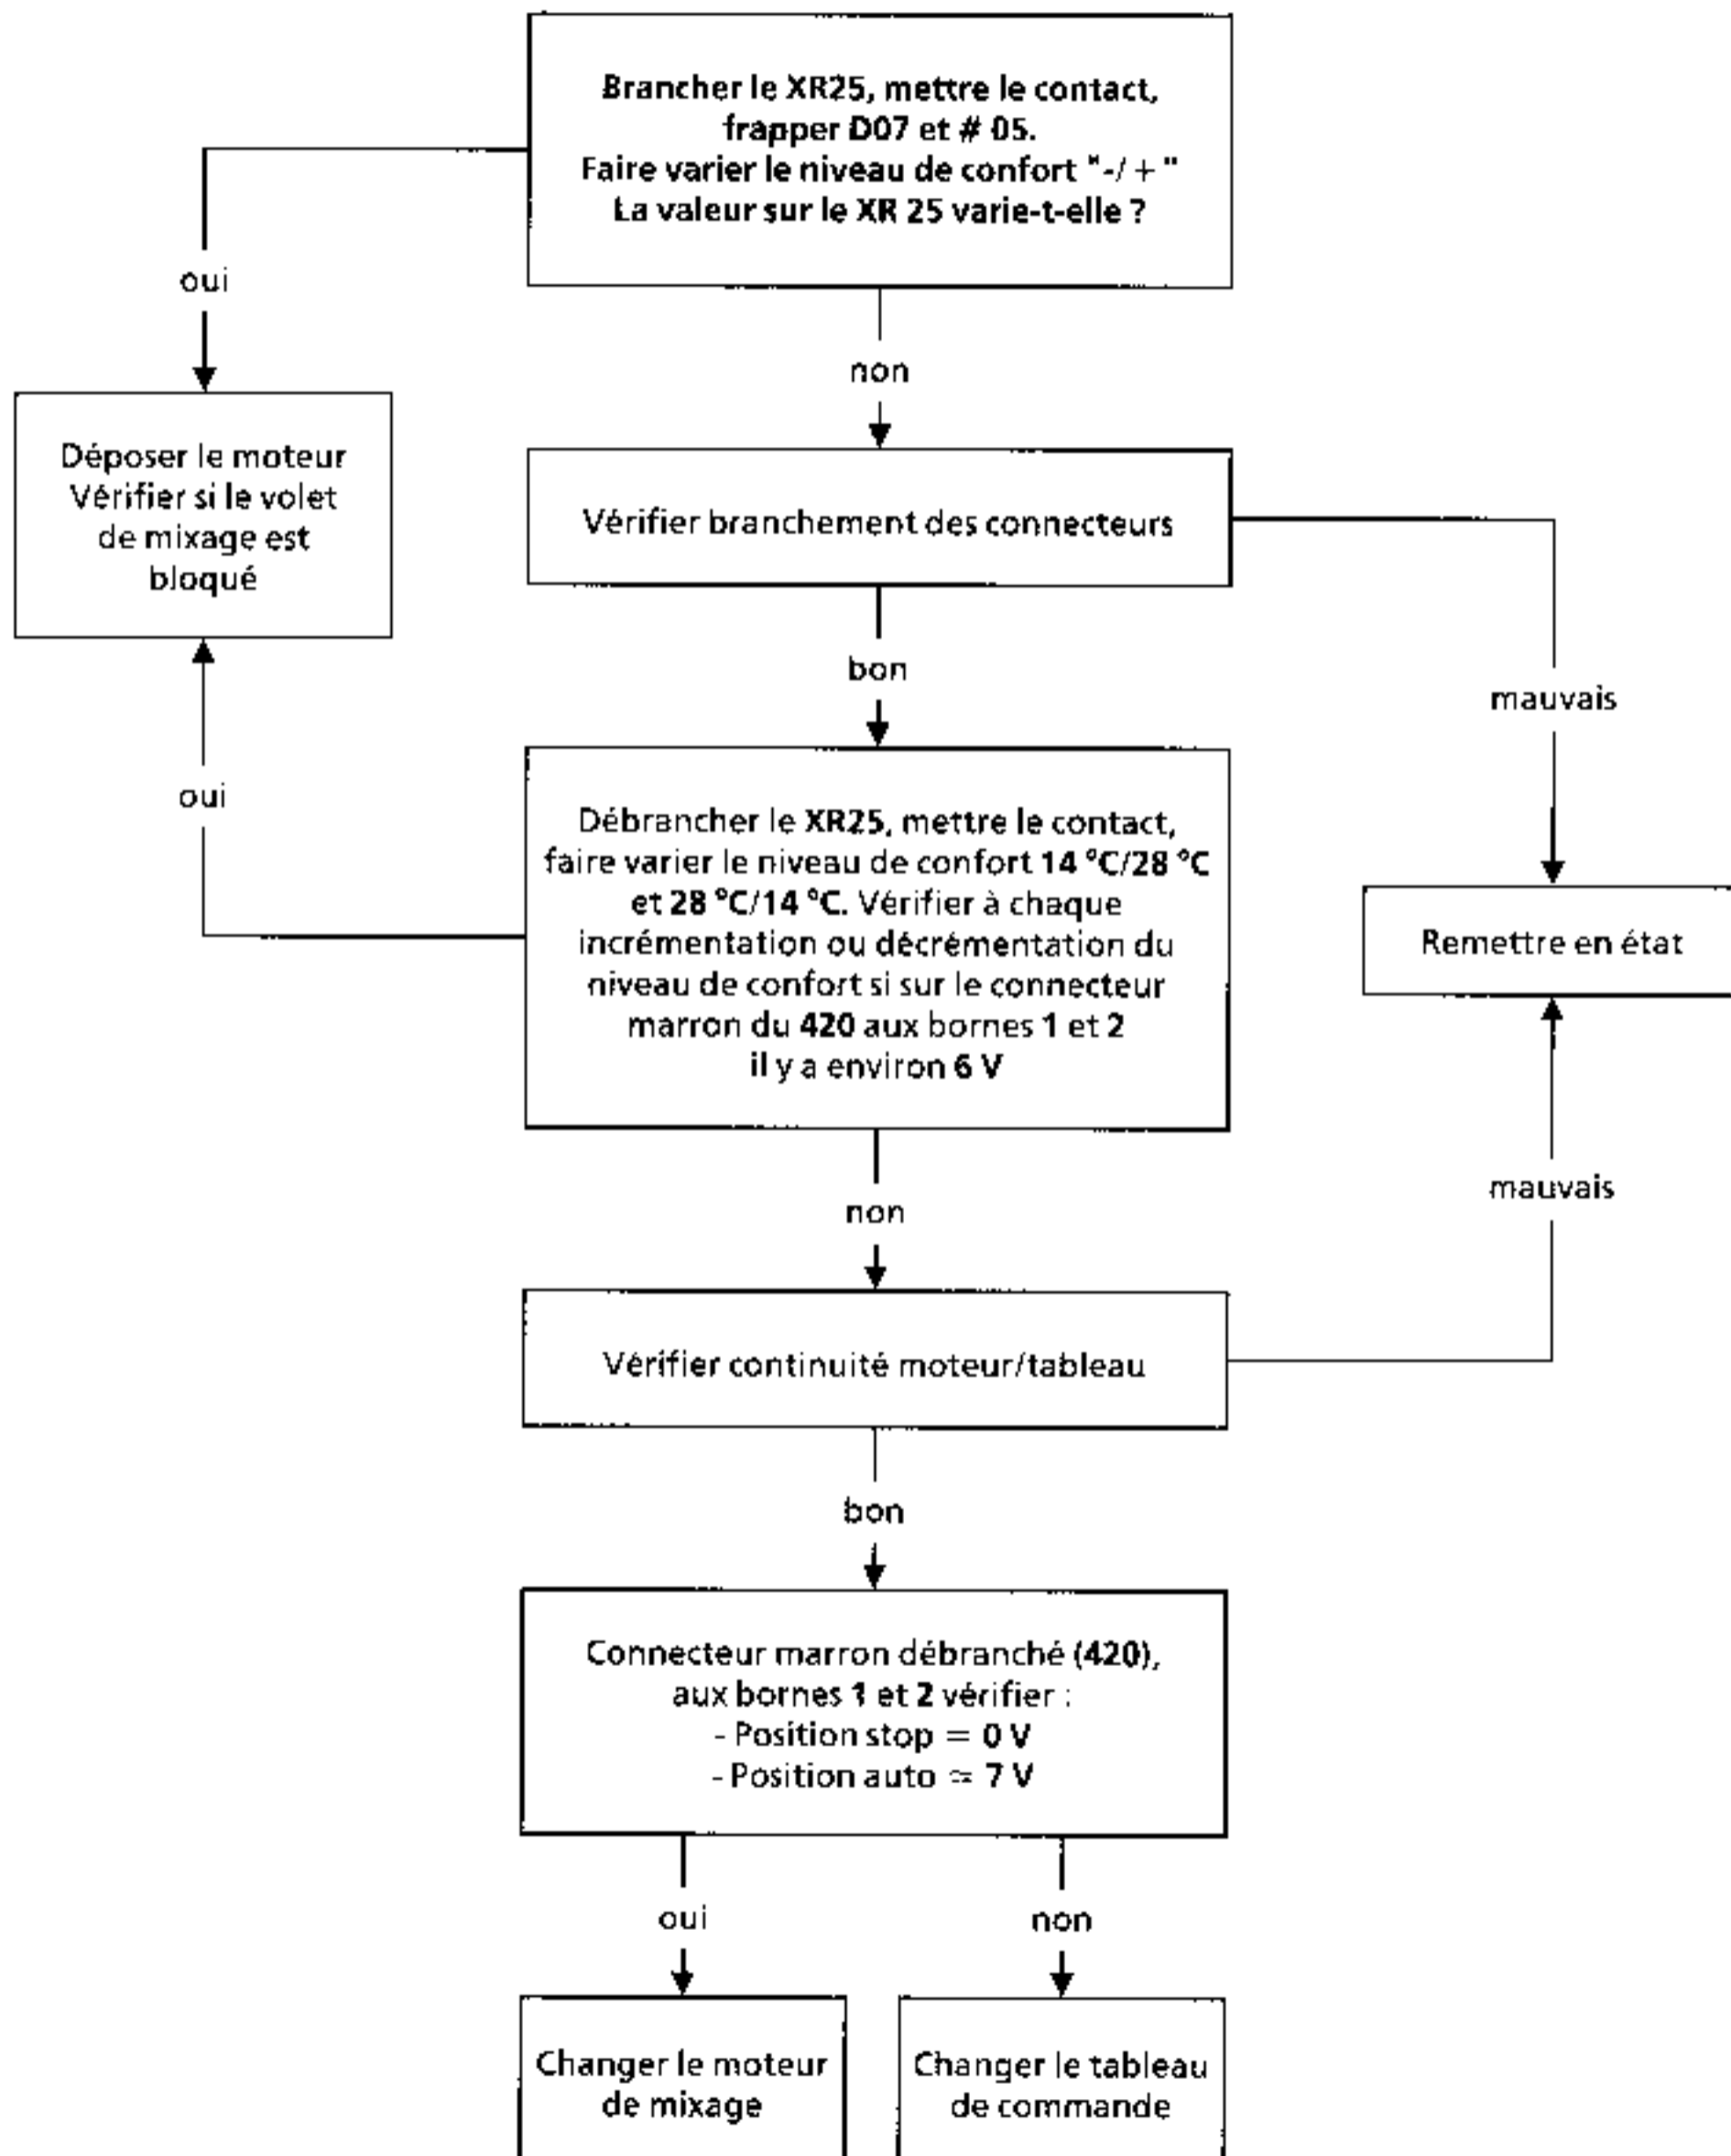 Brancher le XR25, mettre le contact,
frapper D07 et # 05.
Faire varier le niveau de confort "-/+"
La valeur sur le XR 25 varie-t-elle ?
oui
non
Déposer le moteur
Vérifier si le volet
de mixage est
bloqué
Vérifier branchement des connecteurs
bon
mauvais
oui
Débrancher le XR25, mettre le contact,
faire varier le niveau de confort 14 °C/28 °C
et 28 °C/14 °C. Vérifier à chaque
incrémentation ou décrémentation du
niveau de confort si sur le connecteur
marron du 420 aux bornes 1 et 2
il y a environ 6 V
Remettre en état
non
mauvais
Vérifier continuité moteur/tableau
bon
Connecteur marron débranché (420),
aux bornes 1 et 2 vérifier :
- Position stop = 0 V
- Position auto ≃ 7 V
oui
non
Changer le moteur
de mixage
Changer le tableau
de commande